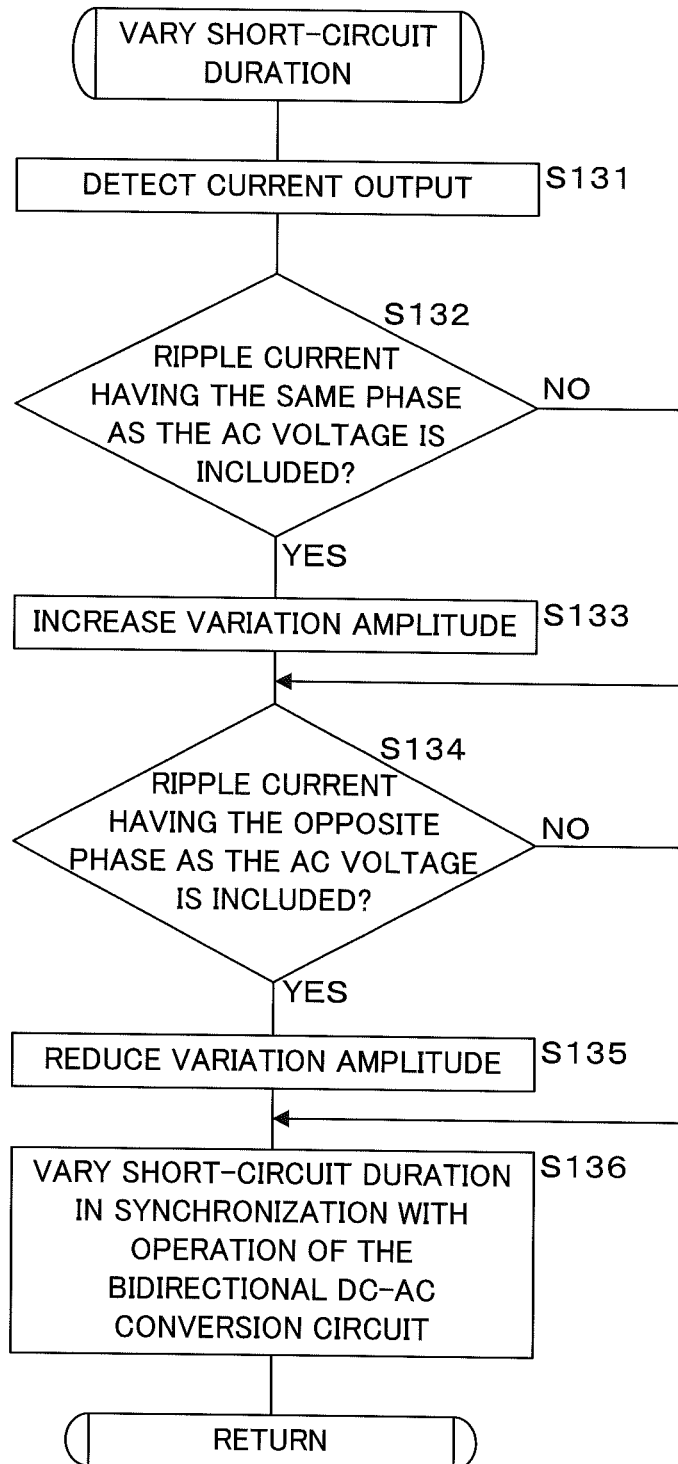 VARY SHORT-CIRCUIT
DURATION
DETECT CURRENT OUTPUT
S131
S132
RIPPLE CURRENT
HAVING THE SAME PHASE
AS THE AC VOLTAGE IS
INCLUDED?
NO
YES
INCREASE VARIATION AMPLITUDE
S133
S134
RIPPLE CURRENT
HAVING THE OPPOSITE
PHASE AS THE AC VOLTAGE
IS INCLUDED?
NO
YES
REDUCE VARIATION AMPLITUDE
S135
S136
VARY SHORT-CIRCUIT DURATION
IN SYNCHRONIZATION WITH
OPERATION OF THE
BIDIRECTIONAL DC-AC
CONVERSION CIRCUIT
RETURN